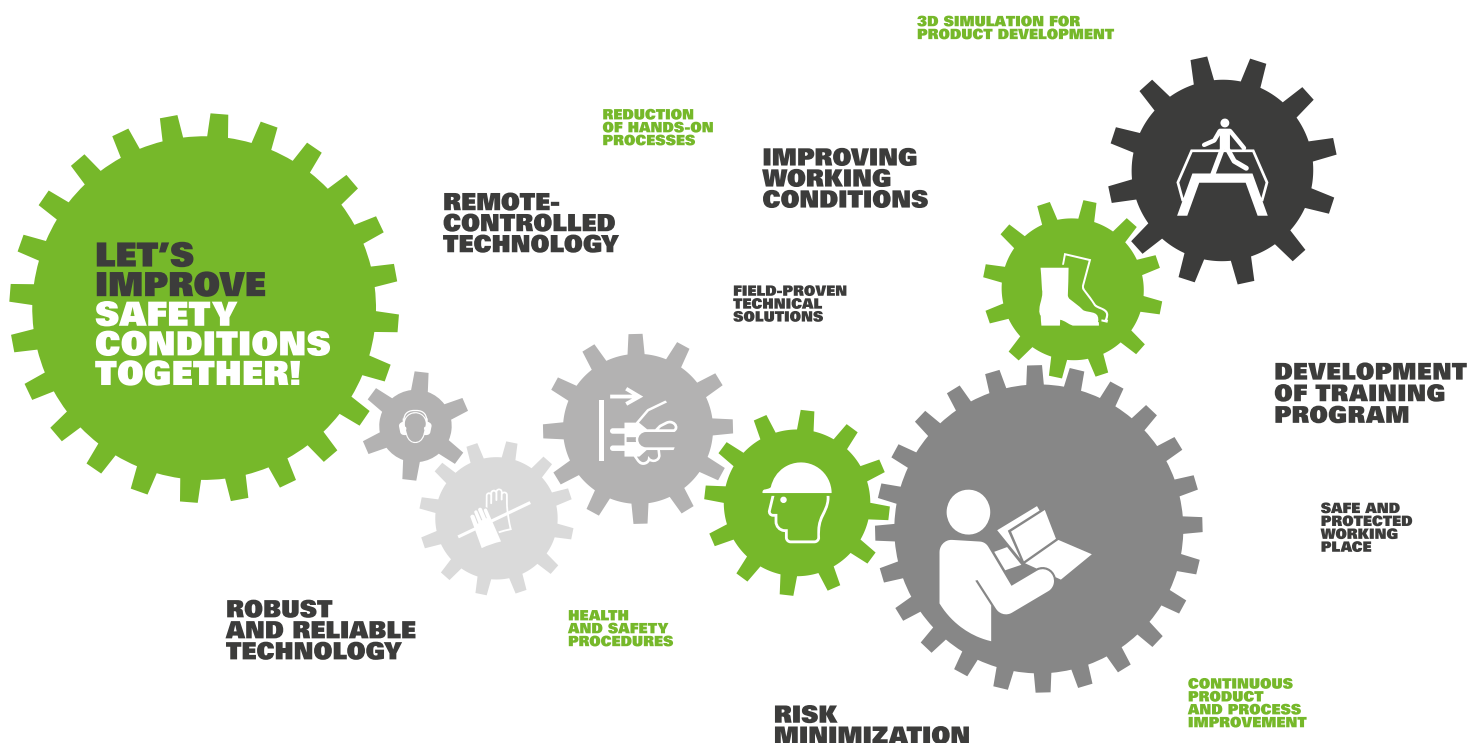 3D SIMULATION FOR
PRODUCT DEVELOPMENT
REDUCTION
OF HANDS-ON
PROCESSES
IMPROVING
WORKING
CONDITIONS
REMOTE-
CONTROLLED
TECHNOLOGY
LET'S
IMPROVE
SAFETY
CONDITIONS
TOGETHER!
FIELD-PROVEN
TECHNICAL
SOLUTIONS
DEVELOPMENT
OF TRAINING
PROGRAM
SAFE AND
PROTECTED
WORKING
PLACE
ROBUST
AND RELIABLE
TECHNOLOGY
HEALTH
AND SAFETY
PROCEDURES
CONTINUOUS
PRODUCT
AND PROCESS
IMPROVEMENT
RISK
MINIMIZATION